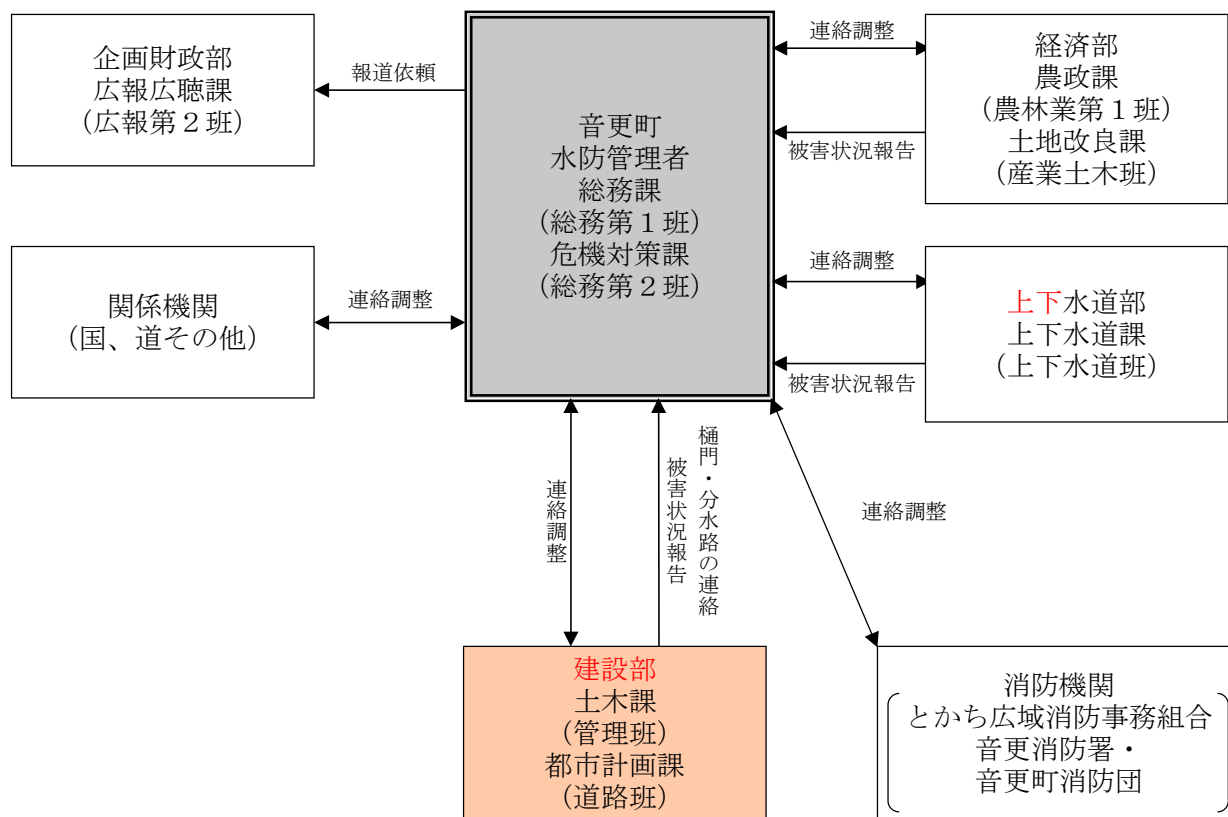 企画財政部
広報広聴課
(広報第２班)
報道依頼
音更町
水防管理者
総務課
(総務第１班)
危機対策課
(総務第２班)
連絡調整
被害状況報告
経済部
農政課
(農林業第１班)
土地改良課
(産業土木班)
関係機関
(国、道その他)
連絡調整
連絡調整
被害状況報告
上下水道部
上下水道課
(上下水道班)
連絡調整
樋門・分水路の連絡
被害状況報告
連絡調整
建設部
土木課
(管理班)
都市計画課
(道路班)
消防機関
とかち広域消防事務組合
音更消防署・
音更町消防団